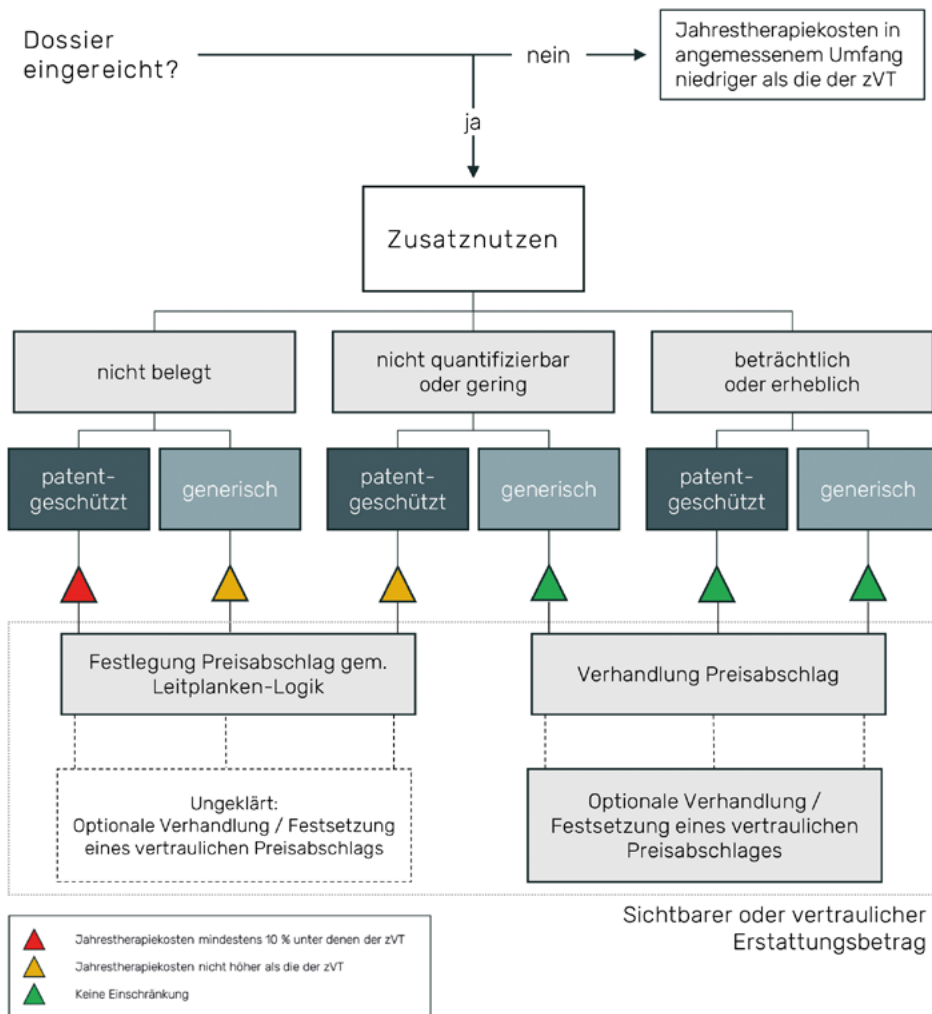 Dossier
eingereicht?
nein
Jahrestherapiekosten in
angemessenem Umfang
niedriger als die der zVT
ja
Zusatznutzen
nicht belegt
nicht quantifizierbar
oder gering
beträchtlich
oder erheblich
patent-
geschützt
generisch
patent-
geschützt
generisch
patent-
geschützt
generisch
Festlegung Preisabschlag gem.
Leitplanken-Logik
Verhandlung Preisabschlag
Ungeklärt:
Optionale Verhandlung / Festsetzung
eines vertraulichen Preisabschlags
Optionale Verhandlung /
Festsetzung eines vertraulichen
Preisabschlages
Sichtbarer oder vertraulicher
Erstattungsbetrag
Jahrestherapiekosten mindestens 10 % unter denen der zVT
Jahrestherapiekosten nicht höher als die der zVT
Keine Einschränkung